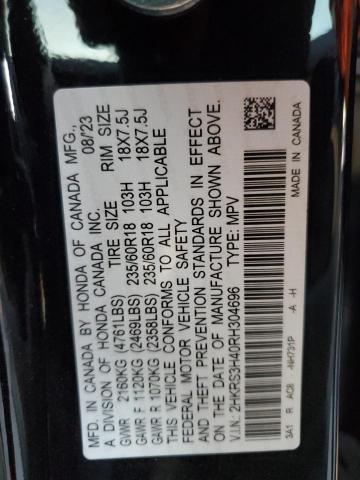 MFD. IN CANADA BY HONDA OF CANADA MFG.,
A DIVISION OF HONDA CANADA INC. 08/23
TIRE SIZE RIM SIZE
GVWR 2160KG (4761LBS)
GAWR F 1120KG (2469LBS) 235/60R18 103H 18X7.5J
GAWR R 1070KG (2358LBS) 235/60R18 103H 18X7.5J
THIS VEHICLE CONFORMS TO ALL APPLICABLE
FEDERAL MOTOR VEHICLE SAFETY
AND THEFT PREVENTION STANDARDS IN EFFECT
ON THE DATE OF MANUFACTURE SHOWN ABOVE.
V.I.N.: 2HKRS3H40RH304696 TYPE: MPV
3A1 R AC8 -NH731P -A -H MADE IN CANADA